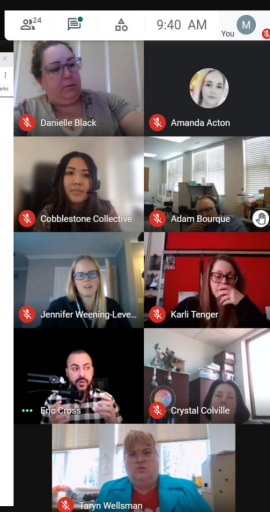 24
9:40 AM
You
M
arks
Danielle Black
Amanda Acton
Cobblestone Collective
Adam Bourque
Jennifer Weening-Leve...
Karli Tenger
Eric Cross
Crystal Colville
Taryn Wellsman